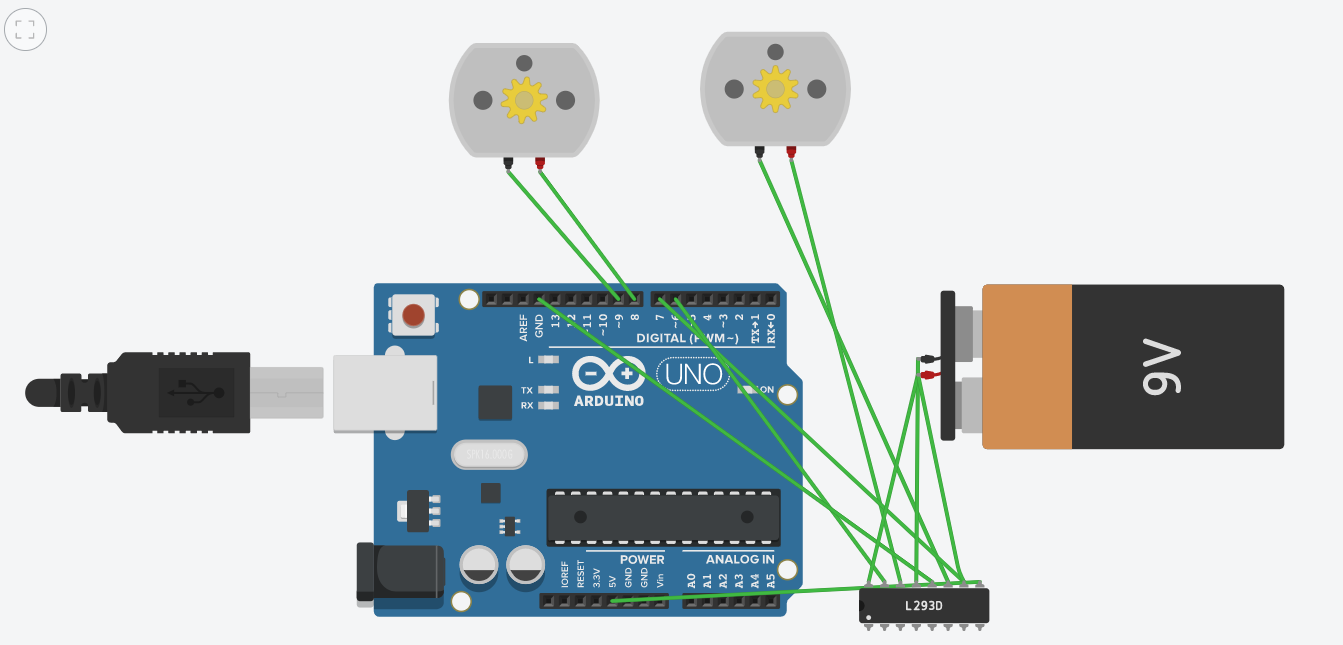 AREF
GND
13
12
~11
~10
~9
8
7
~6
~5
4
~3
2
TX→1
RX←0
DIGITAL (PWM~)
L
TX
RX
ARDUINO
UNO
ON
9V
POWER
ANALOG IN
IOREF
RESET
3.3V
5V
GND
GND
Vin
A0
A1
A2
A3
A4
A5
L293D